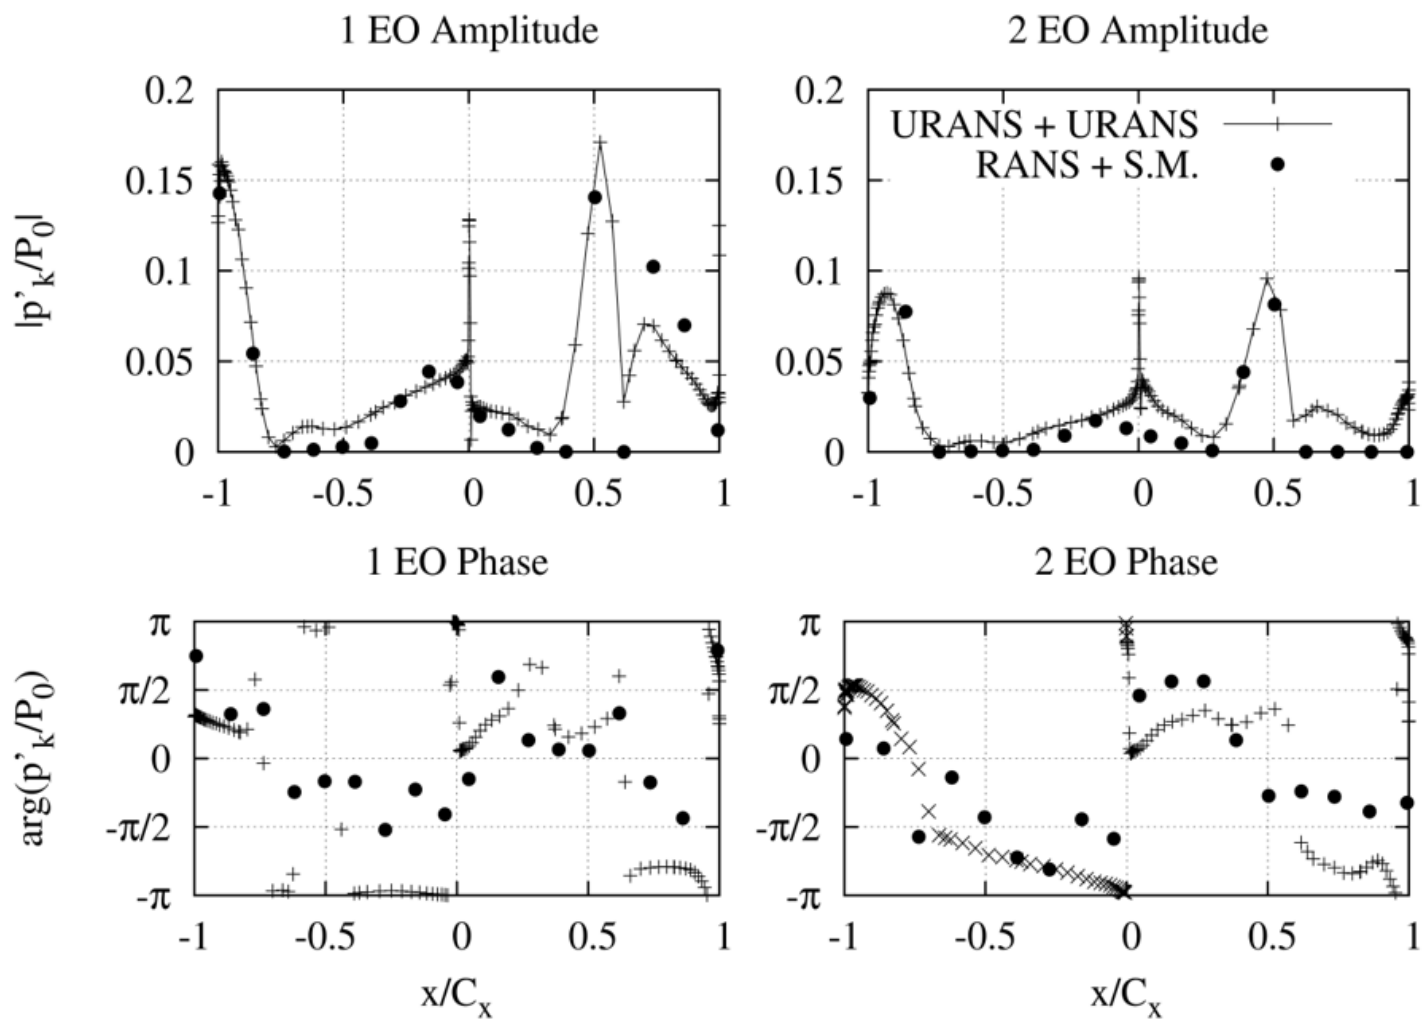 1 EO Amplitude
2 EO Amplitude
|p'k/P0|
0.2
0.15
0.1
0.05
0
-1
-0.5
0
0.5
1
0.2
0.15
0.1
0.05
0
URANS + URANS
RANS + S.M.
-1
-0.5
0
0.5
1
1 EO Phase
2 EO Phase
arg(p'k/P0)
π
π/2
0
-π/2
-π
-1
-0.5
0
0.5
1
x/Cx
π
π/2
0
-π/2
-π
-1
-0.5
0
0.5
1
x/Cx